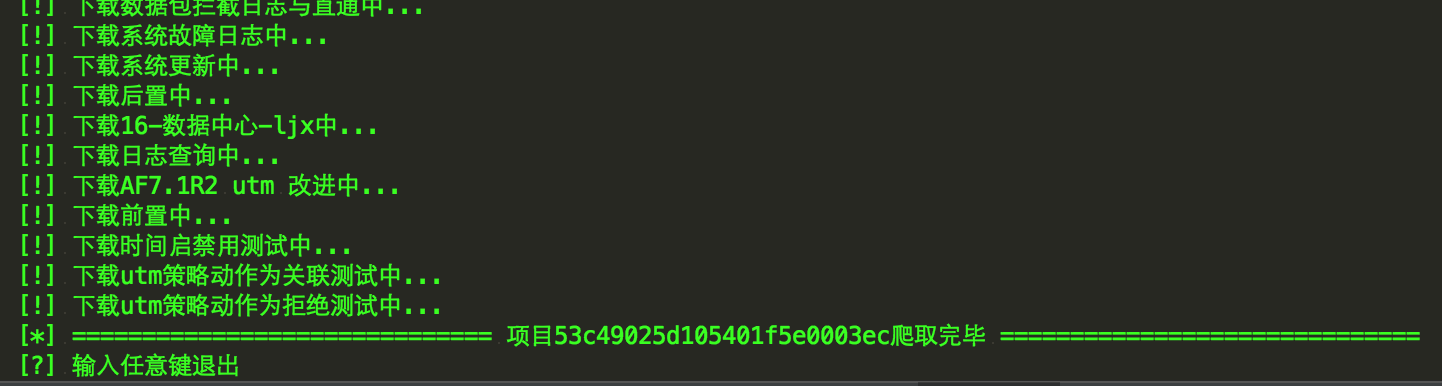 [!] 下载数据包拦截日志与直通中...
[!] 下载系统故障日志中...
[!] 下载系统更新中...
[!] 下载后置中...
[!] 下载16-数据中心-ljx中...
[!] 下载日志查询中...
[!] 下载AF7.1R2 utm 改进中...
[!] 下载前置中...
[!] 下载时间启禁用测试中...
[!] 下载utm策略动作为关联测试中...
[!] 下载utm策略动作为拒绝测试中...
[*] ============================== 项目53c49025d105401f5e0003ec爬取完毕 ==============================
[?] 输入任意键退出